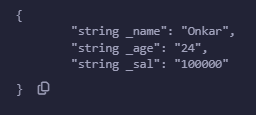 {
"string _name": "Onkar",
"string _age": "24",
"string _sal": "100000"
}